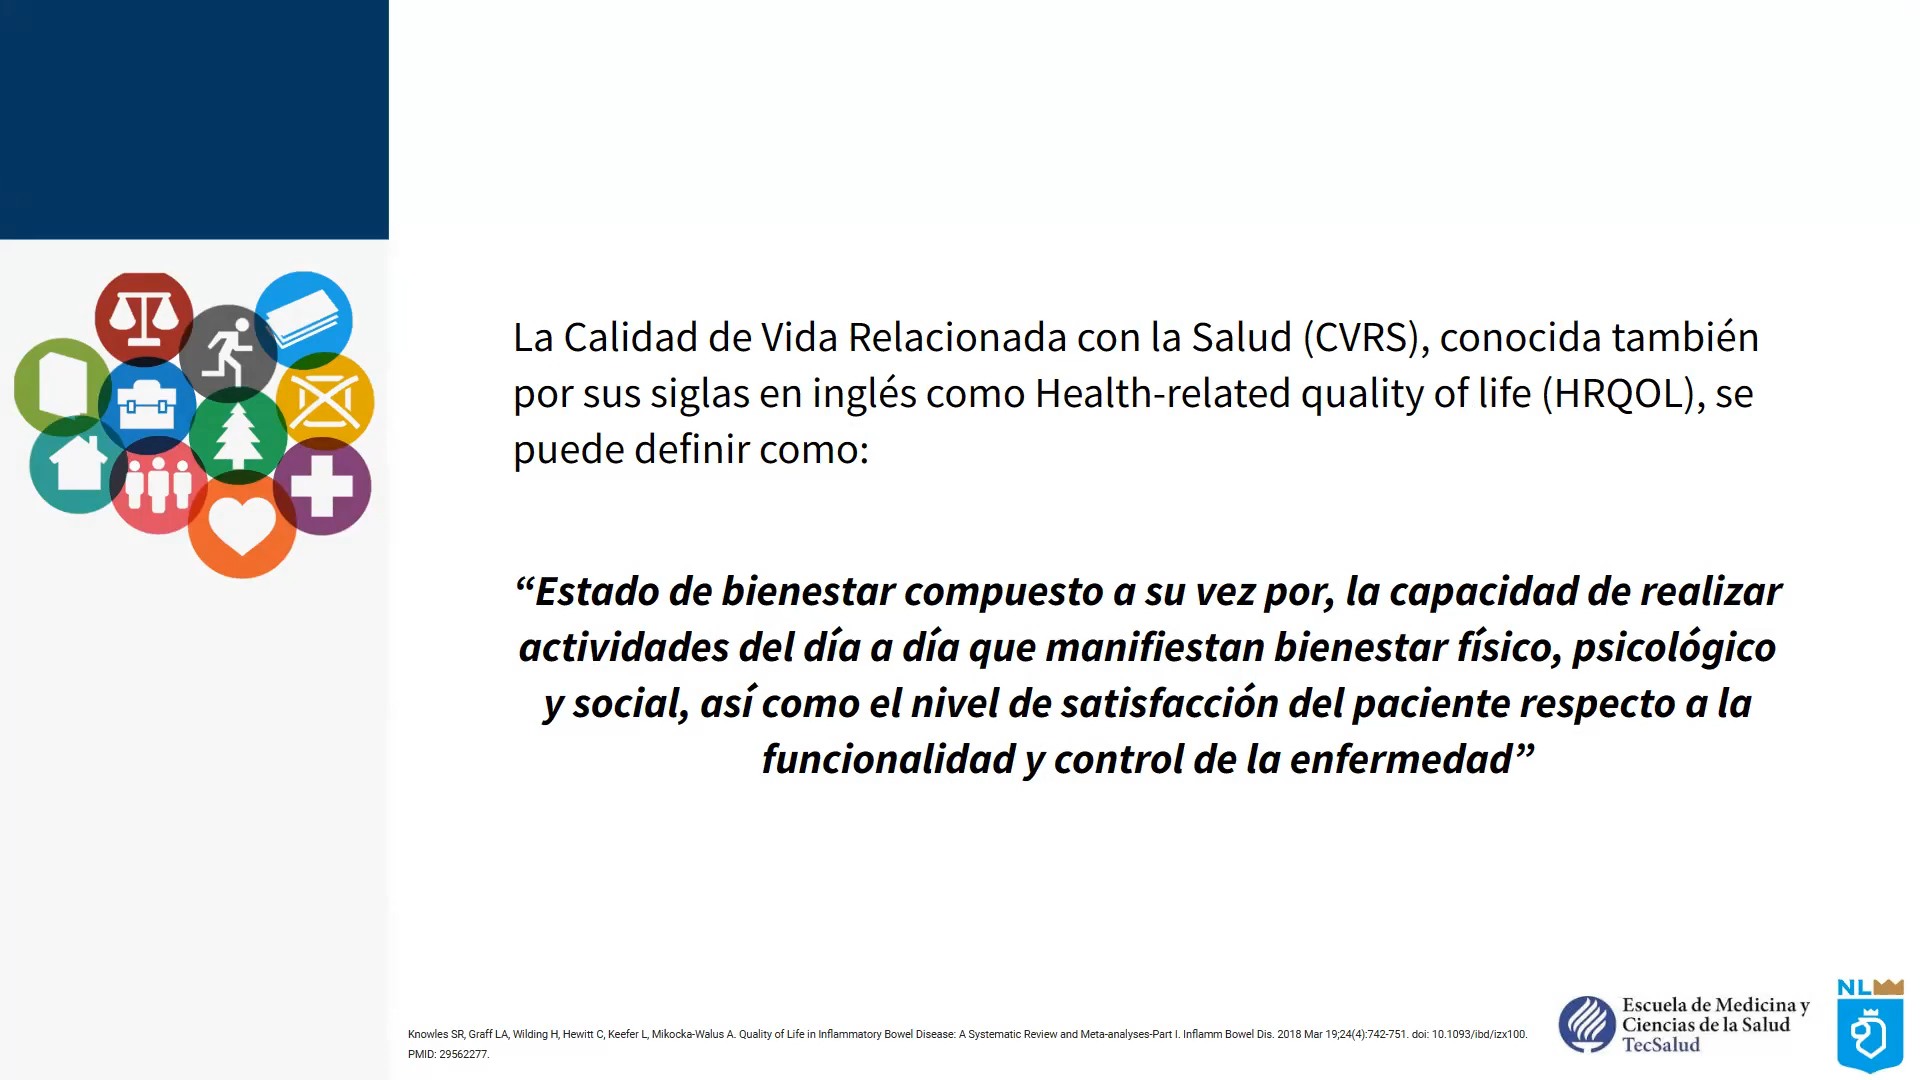 La Calidad de Vida Relacionada con la Salud (CVRS), conocida también
por sus siglas en inglés como Health-related quality of life (HRQOL), se
puede definir como:
“Estado de bienestar compuesto a su vez por, la capacidad de realizar
actividades del día a día que manifiestan bienestar físico, psicológico
y social, así como el nivel de satisfacción del paciente respecto a la
funcionalidad y control de la enfermedad”
Knowles SR, Graff LA, Wilding H, Hewitt C, Keefer L, Mikocka-Walus A. Quality of Life in Inflammatory Bowel Disease: A Systematic Review and Meta-analyses-Part I. Inflamm Bowel Dis. 2018 Mar 19;24(4):742-751. doi: 10.1093/ibd/izx100.
PMID: 29562277.
Escuela de Medicina y
Ciencias de la Salud
TecSalud
NL